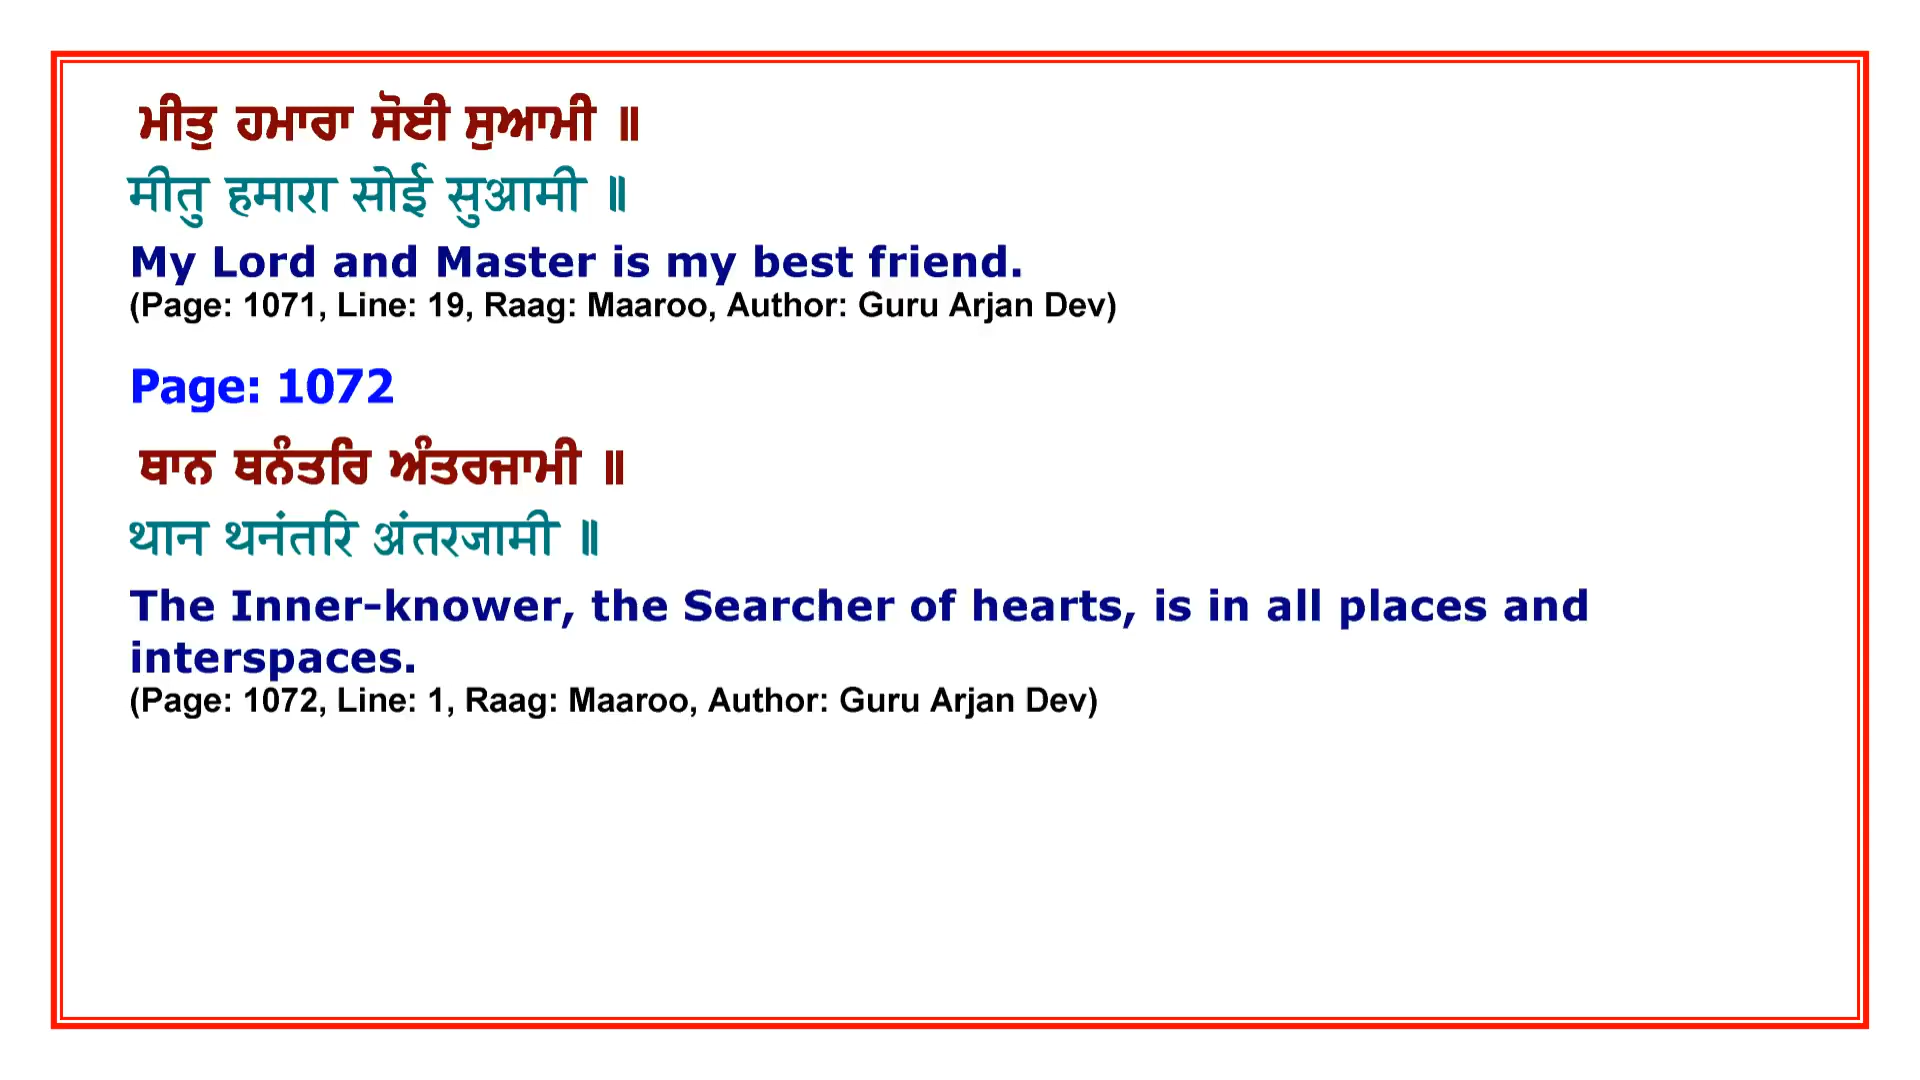 ਮੀਤੁ ਹਮਾਰਾ ਸੋਈ ਸੁਆਮੀ ॥
मीतु हमारा सोई सुआमी ॥
My Lord and Master is my best friend.
(Page: 1071, Line: 19, Raag: Maaroo, Author: Guru Arjan Dev)
Page: 1072
ਥਾਨ ਥਨੰਤਰਿ ਅੰਤਰਜਾਮੀ ॥
थान थनंतरि अंतरजामी ॥
The Inner-knower, the Searcher of hearts, is in all places and
interspaces.
(Page: 1072, Line: 1, Raag: Maaroo, Author: Guru Arjan Dev)